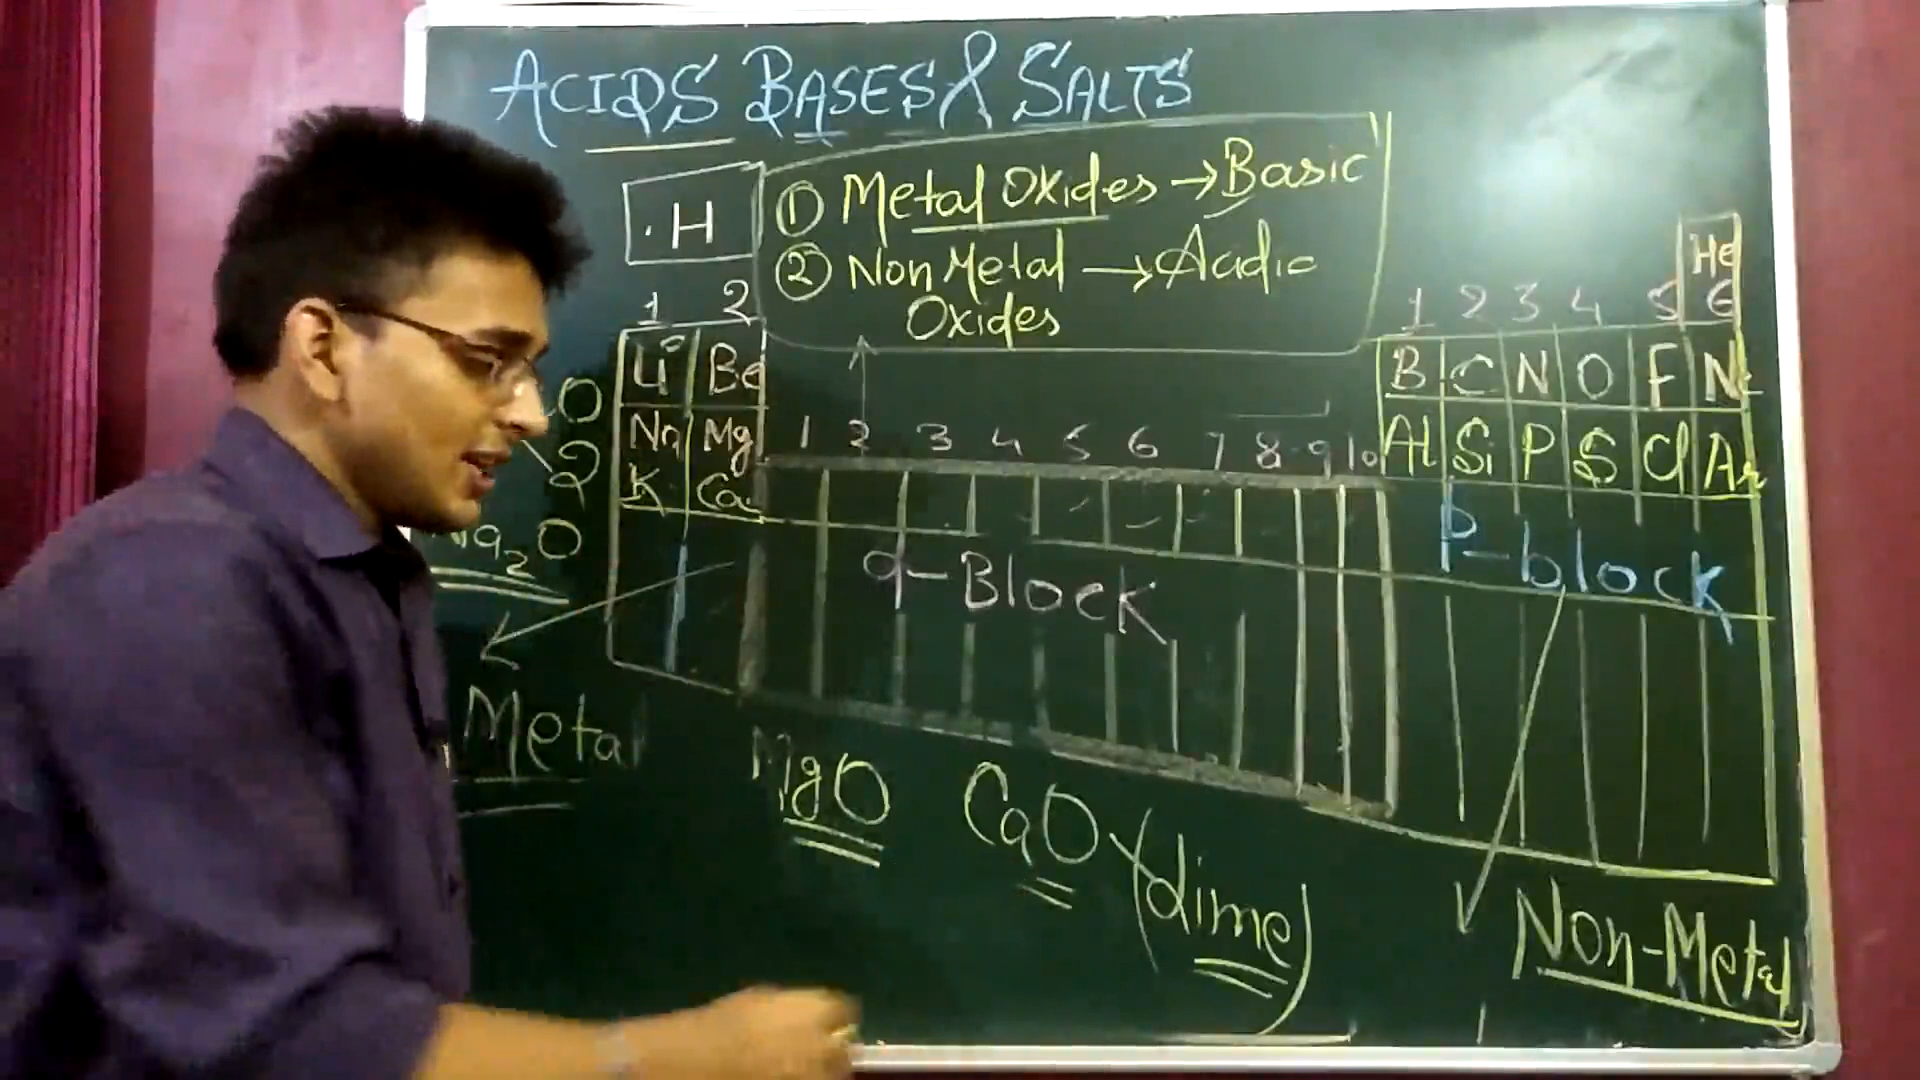 ACIDS BASES & SALTS
① Metal Oxides → Basic
② Non Metal → Acidic
Oxides
. H
He
1 2
1 2 3 4 5 6
Li Be
B C N O F Ne
Na Mg
1 2 3 4 5 6 7 8 9 10
Al Si P S Cl Ar
K Ca
O
2
Na2O
d-Block
P-block
Metal
MgO CaO (Lime)
Non-Metal